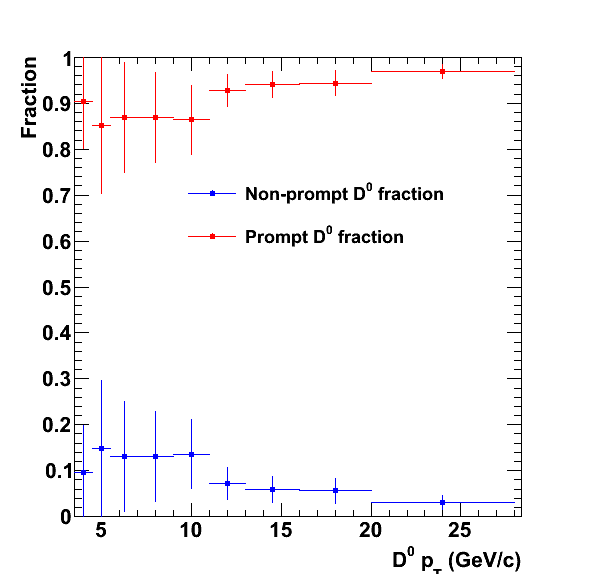 Fraction
1
0.9
0.8
0.7
0.6
0.5
0.4
0.3
0.2
0.1
0
Non-prompt D⁰ fraction
Prompt D⁰ fraction
5 10 15 20 25
D⁰ p_T (GeV/c)